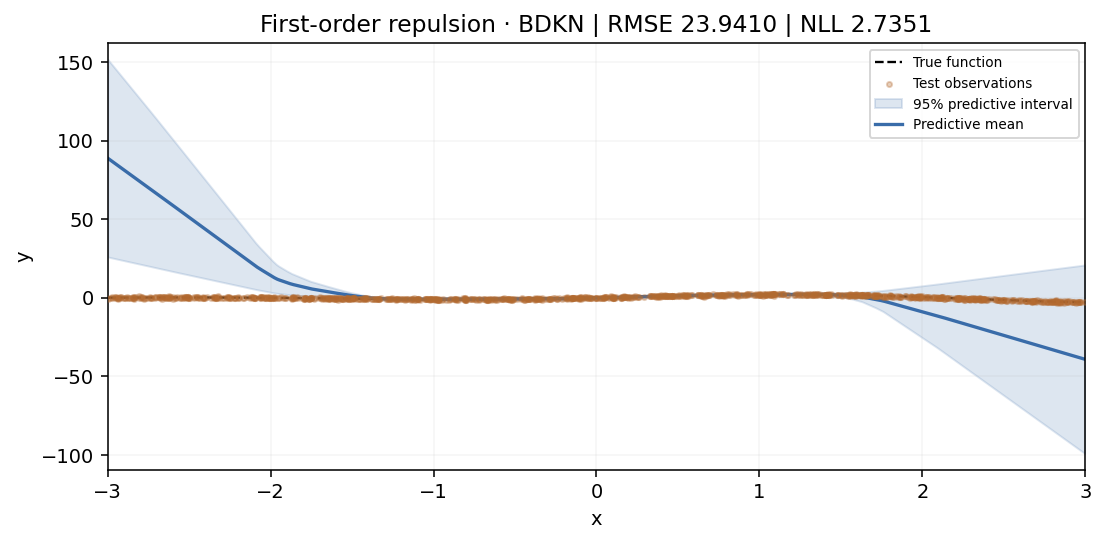 First-order repulsion · BDKN | RMSE 23.9410 | NLL 2.7351
True function
Test observations
95% predictive interval
Predictive mean
150
100
50
0
−50
−100
y
−3
−2
−1
0
1
2
3
x